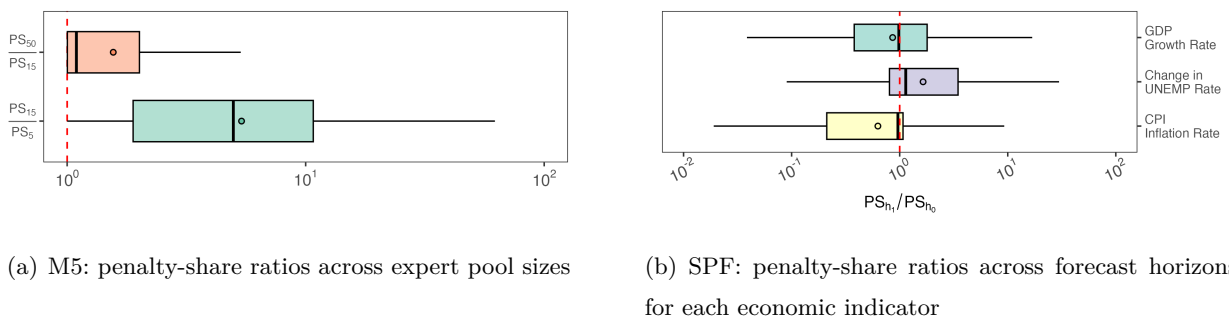 PS50
PS15
PS15
PS5
10^0
10^1
10^2
GDP
Growth Rate
Change in
UNEMP Rate
CPI
Inflation Rate
10^-2
10^-1
10^0
10^1
10^2
PSh1/PSh0
(a) M5: penalty-share ratios across expert pool sizes
(b) SPF: penalty-share ratios across forecast horizon
for each economic indicator